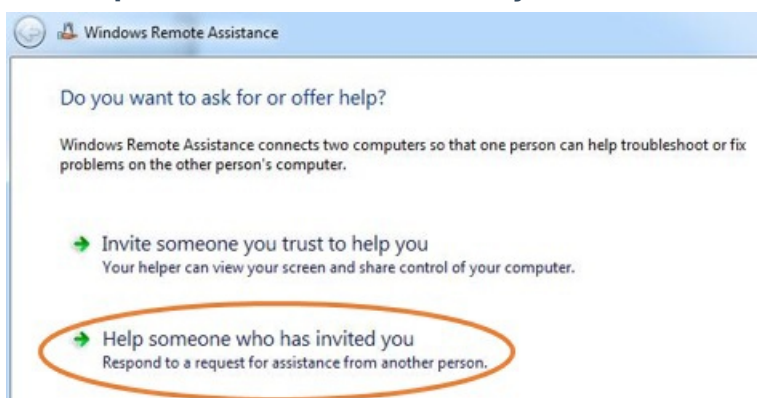 Windows Remote Assistance
Do you want to ask for or offer help?
Windows Remote Assistance connects two computers so that one person can help troubleshoot or fix
problems on the other person's computer.
Invite someone you trust to help you
Your helper can view your screen and share control of your computer.
Help someone who has invited you
Respond to a request for assistance from another person.